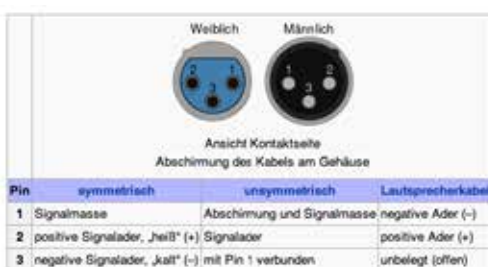 Weiblich Männlich
2 1 1 2
3 3
Ansicht Kontaktseite
Abschirmung des Kabels am Gehäuse
Pin symmetrisch unsymmetrisch Lautsprecherkabel
1 Signalmasse Abschirmung und Signalmasse negative Ader (–)
2 positive Signalader, „heiß“ (+) Signalader positive Ader (+)
3 negative Signalader, „kalt“ (–) mit Pin 1 verbunden unbelegt (offen)